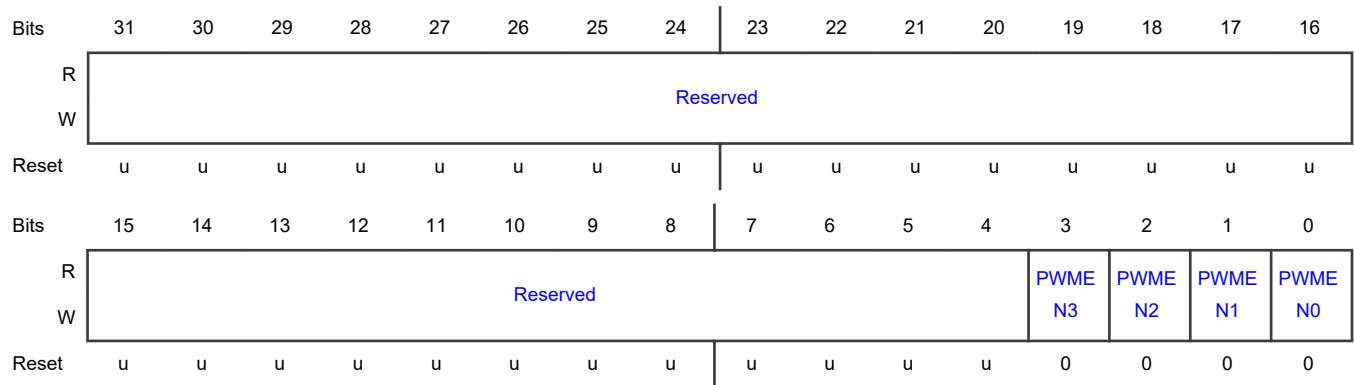 Bits 31 30 29 28 27 26 25 24 23 22 21 20 19 18 17 16
R
Reserved
W
Reset u u u u u u u u u u u u u u u u
Bits 15 14 13 12 11 10 9 8 7 6 5 4 3 2 1 0
R PWME PWME PWME PWME
Reserved
W N3 N2 N1 N0
Reset u u u u u u u u u u u u 0 0 0 0